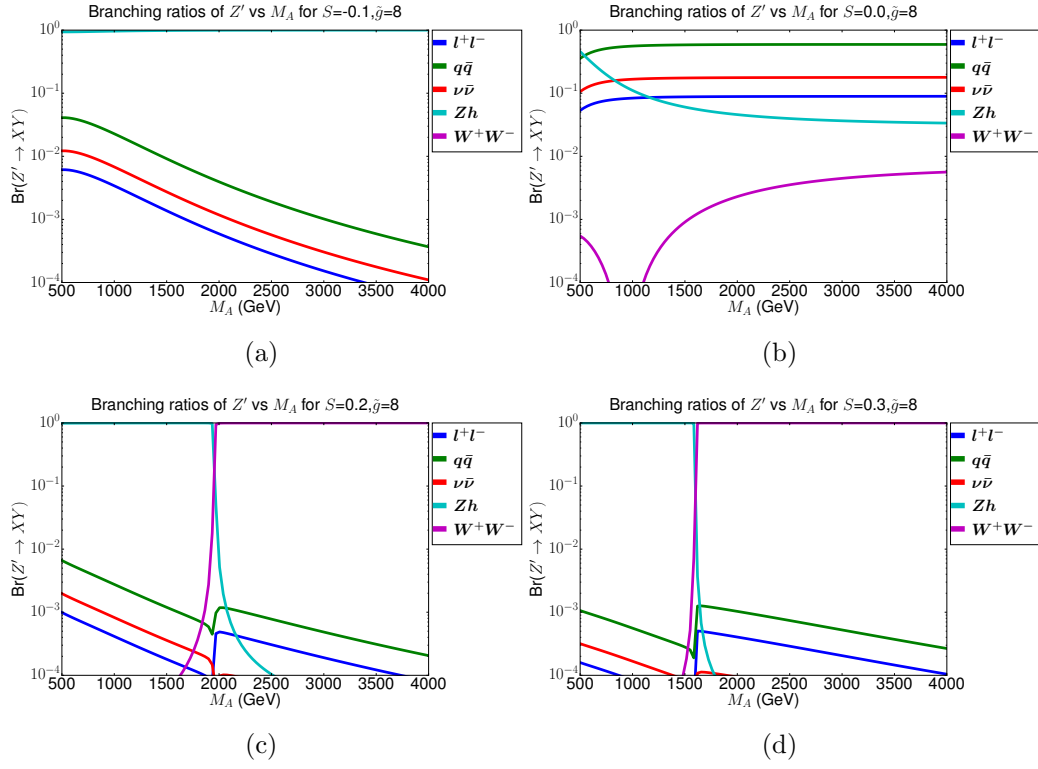 Branching ratios of Z′ vs M_A for S=-0.1,g̃=8
Br(Z′ → XY)
10^0
10^−1
10^−2
10^−3
10^−4
500 1000 1500 2000 2500 3000 3500 4000
M_A (GeV)
l^+l^−
qq̄
νν̄
Zh
W^+W^−
(a)
Branching ratios of Z′ vs M_A for S=0.0,g̃=8
Br(Z′ → XY)
10^0
10^−1
10^−2
10^−3
10^−4
500 1000 1500 2000 2500 3000 3500 4000
M_A (GeV)
l^+l^−
qq̄
νν̄
Zh
W^+W^−
(b)
Branching ratios of Z′ vs M_A for S=0.2,g̃=8
Br(Z′ → XY)
10^0
10^−1
10^−2
10^−3
10^−4
500 1000 1500 2000 2500 3000 3500 4000
M_A (GeV)
l^+l^−
qq̄
νν̄
Zh
W^+W^−
(c)
Branching ratios of Z′ vs M_A for S=0.3,g̃=8
Br(Z′ → XY)
10^0
10^−1
10^−2
10^−3
10^−4
500 1000 1500 2000 2500 3000 3500 4000
M_A (GeV)
l^+l^−
qq̄
νν̄
Zh
W^+W^−
(d)